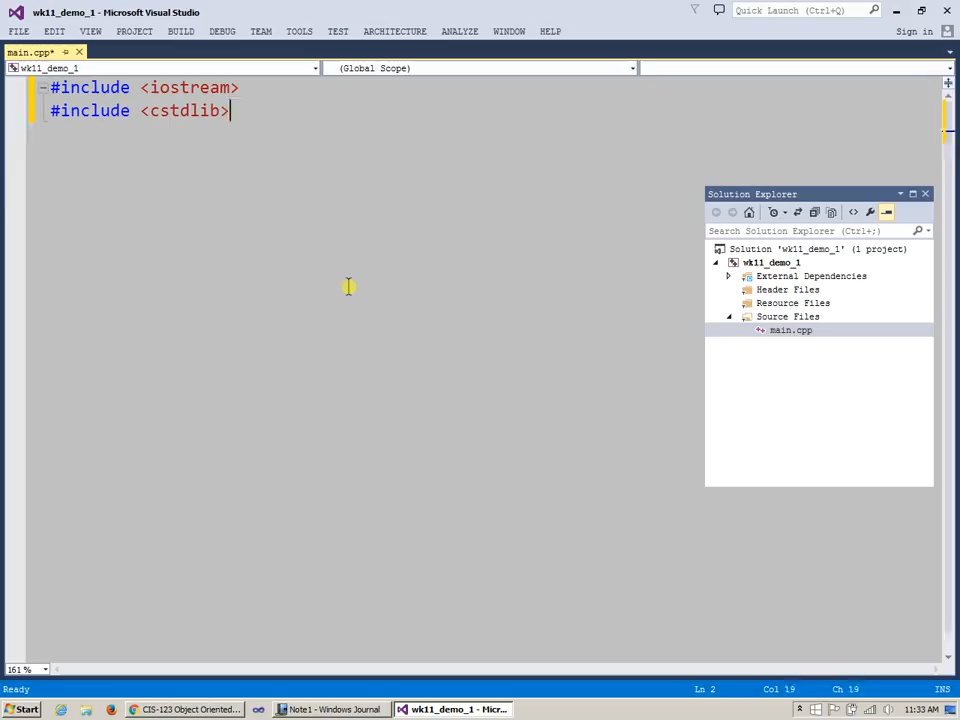 wk11_demo_1 - Microsoft Visual Studio
Quick Launch (Ctrl+Q)
FILE EDIT VIEW PROJECT BUILD DEBUG TEAM TOOLS TEST ARCHITECTURE ANALYZE WINDOW HELP
Sign in
main.cpp*
wk11_demo_1
(Global Scope)
#include <iostream>
#include <cstdlib>
Solution Explorer
Search Solution Explorer (Ctrl+;)
Solution 'wk11_demo_1' (1 project)
wk11_demo_1
External Dependencies
Header Files
Resource Files
Source Files
main.cpp
161 %
Ready
Ln 2
Col 19
Ch 19
INS
Start
CIS-123 Object Oriented...
Note1 - Windows Journal
wk11_demo_1 - Micr...
11:33 AM